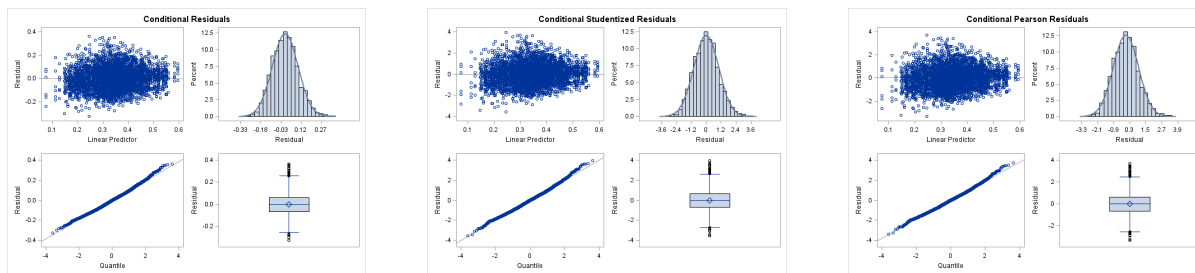 Conditional Residuals
Residual
0.4
0.2
0.0
-0.2
0.1 0.2 0.3 0.4 0.5 0.6
Linear Predictor
Percent
12.5
10.0
7.5
5.0
2.5
0.0
-0.33 -0.18 -0.03 0.12 0.27
Residual
Residual
0.4
0.2
0.0
-0.2
-0.4
-4 -2 0 2 4
Quantile
Residual
0.4
0.2
0.0
-0.2
Conditional Studentized Residuals
Residual
4
2
0
-2
-4
0.1 0.2 0.3 0.4 0.5 0.6
Linear Predictor
Percent
12.5
10.0
7.5
5.0
2.5
0.0
-3.6 -2.4 -1.2 0 1.2 2.4 3.6
Residual
Residual
4
2
0
-2
-4
-4 -2 0 2 4
Quantile
Residual
4
2
0
-2
-4
Conditional Pearson Residuals
Residual
4
2
0
-2
0.1 0.2 0.3 0.4 0.5 0.6
Linear Predictor
Percent
12.5
10.0
7.5
5.0
2.5
0.0
-3.3 -2.1 -0.9 0.3 1.5 2.7 3.9
Residual
Residual
4
2
0
-2
-4
-4 -2 0 2 4
Quantile
Residual
4
2
0
-2